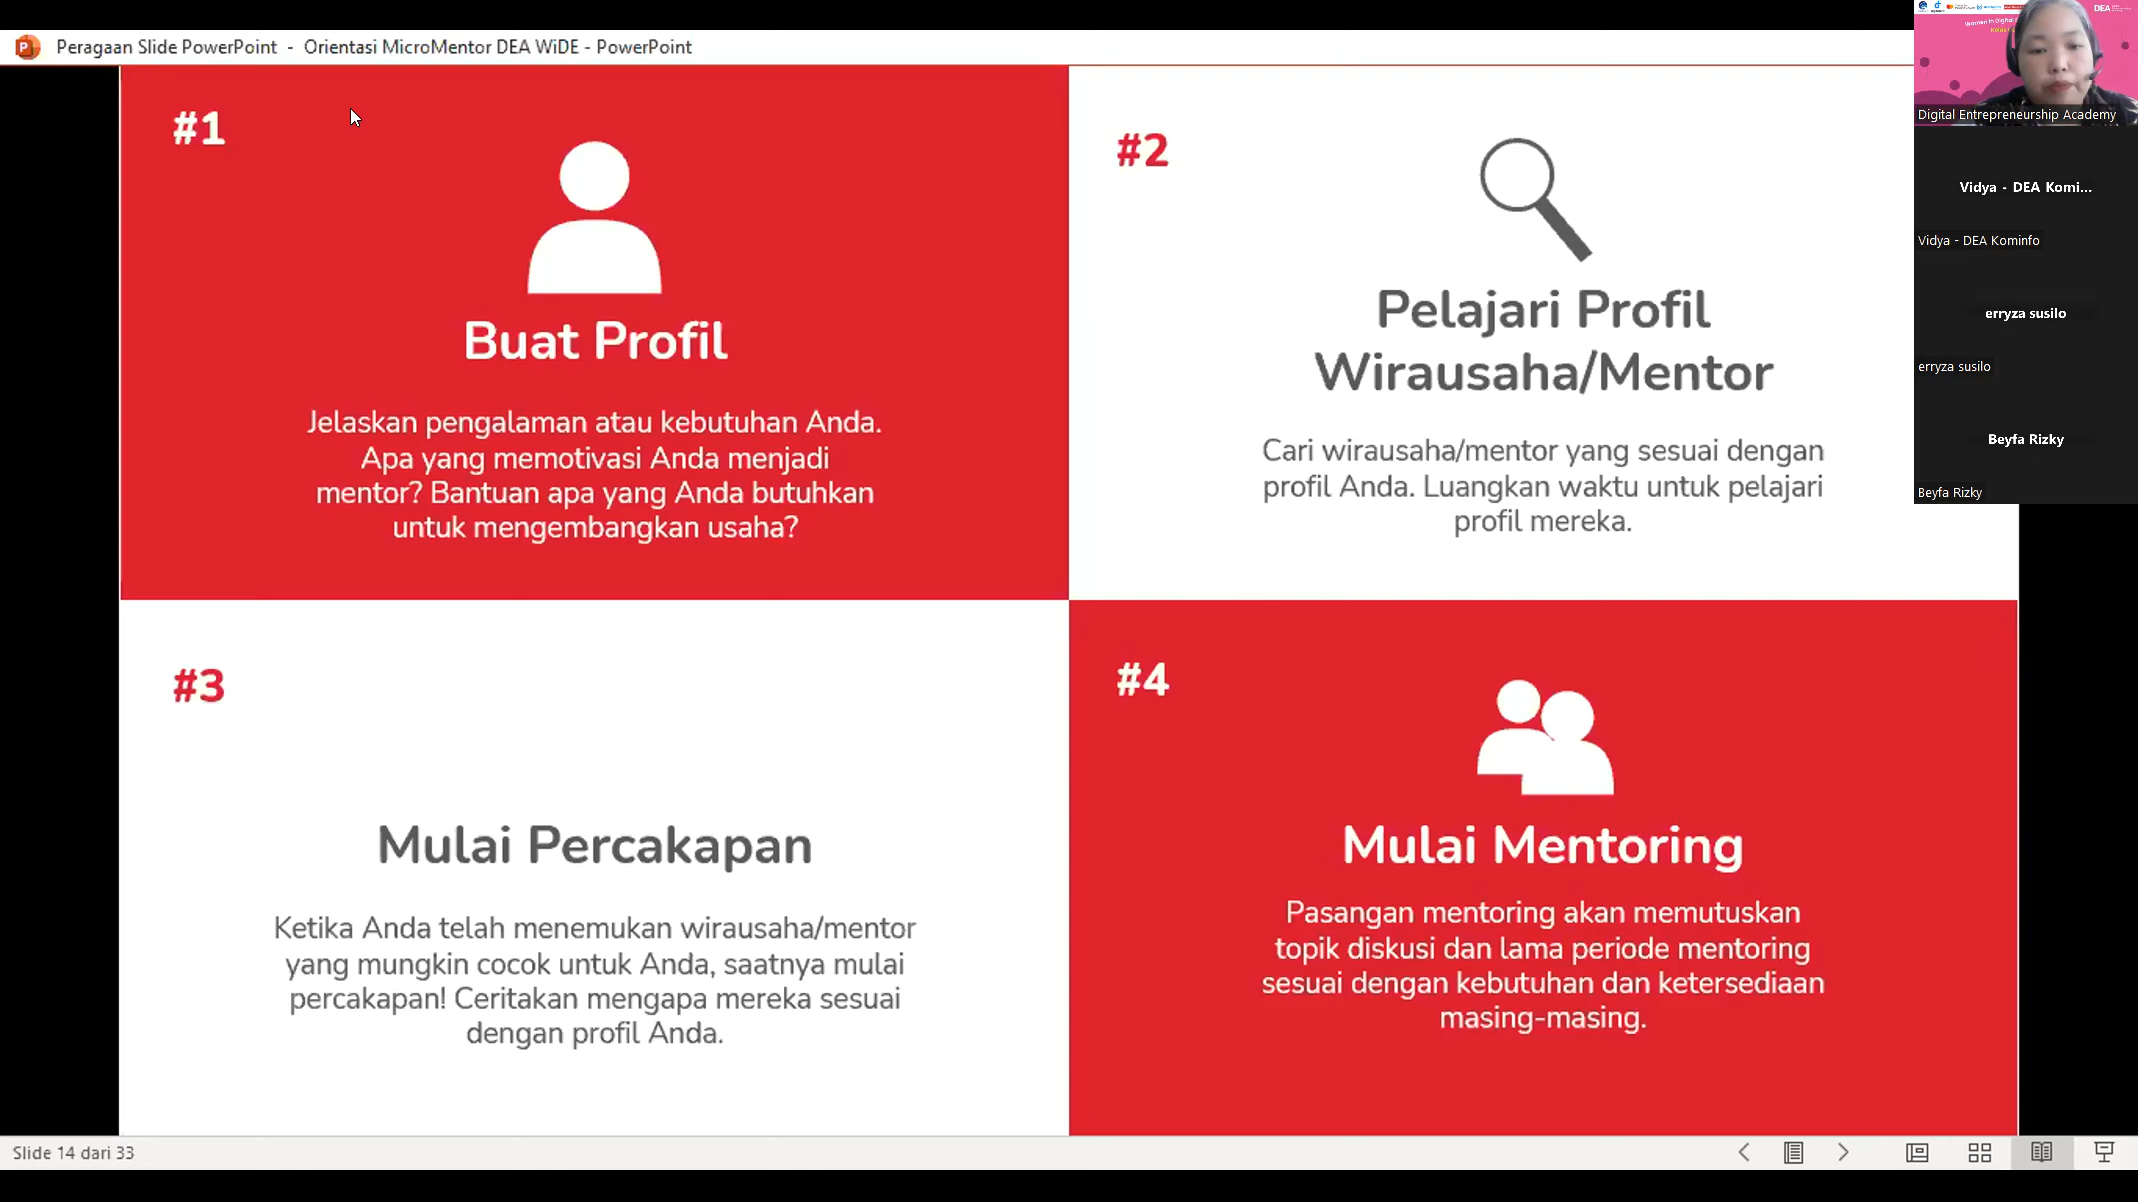 Peragaan Slide PowerPoint - Orientasi MicroMentor DEA WiDE - PowerPoint
#1
Buat Profil
Jelaskan pengalaman atau kebutuhan Anda.
Apa yang memotivasi Anda menjadi
mentor? Bantuan apa yang Anda butuhkan
untuk mengembangkan usaha?
#2
Pelajari Profil
Wirausaha/Mentor
Cari wirausaha/mentor yang sesuai dengan
profil Anda. Luangkan waktu untuk pelajari
profil mereka.
#3
Mulai Percakapan
Ketika Anda telah menemukan wirausaha/mentor
yang mungkin cocok untuk Anda, saatnya mulai
percakapan! Ceritakan mengapa mereka sesuai
dengan profil Anda.
#4
Mulai Mentoring
Pasangan mentoring akan memutuskan
topik diskusi dan lama periode mentoring
sesuai dengan kebutuhan dan ketersediaan
masing-masing.
DEA
Digital Entrepreneurship Academy
Vidya - DEA Komi...
Vidya - DEA Kominfo
erryza susilo
erryza susilo
Beyfa Rizky
Beyfa Rizky
Slide 14 dari 33